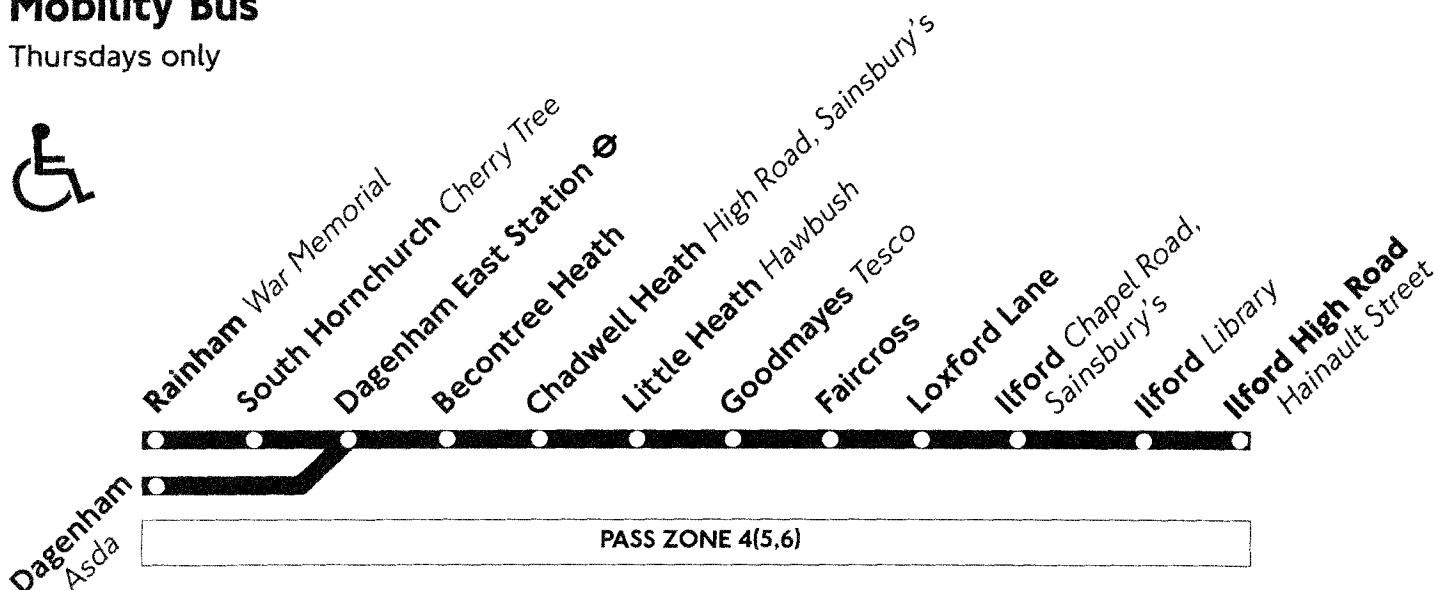 Mobility Bus
Thursdays only
Rainham War Memorial
South Hornchurch Cherry Tree
Dagenham East Station
Becontree Heath
Chadwell Heath High Road, Sainsbury's
Little Heath Hawbush
Goodmayes Tesco
Faircross
Loxford Lane
Ilford Chapel Road,
Sainsbury's
Ilford Library
Ilford High Road
Hainault Street
Dagenham
Asda
PASS ZONE 4(5,6)